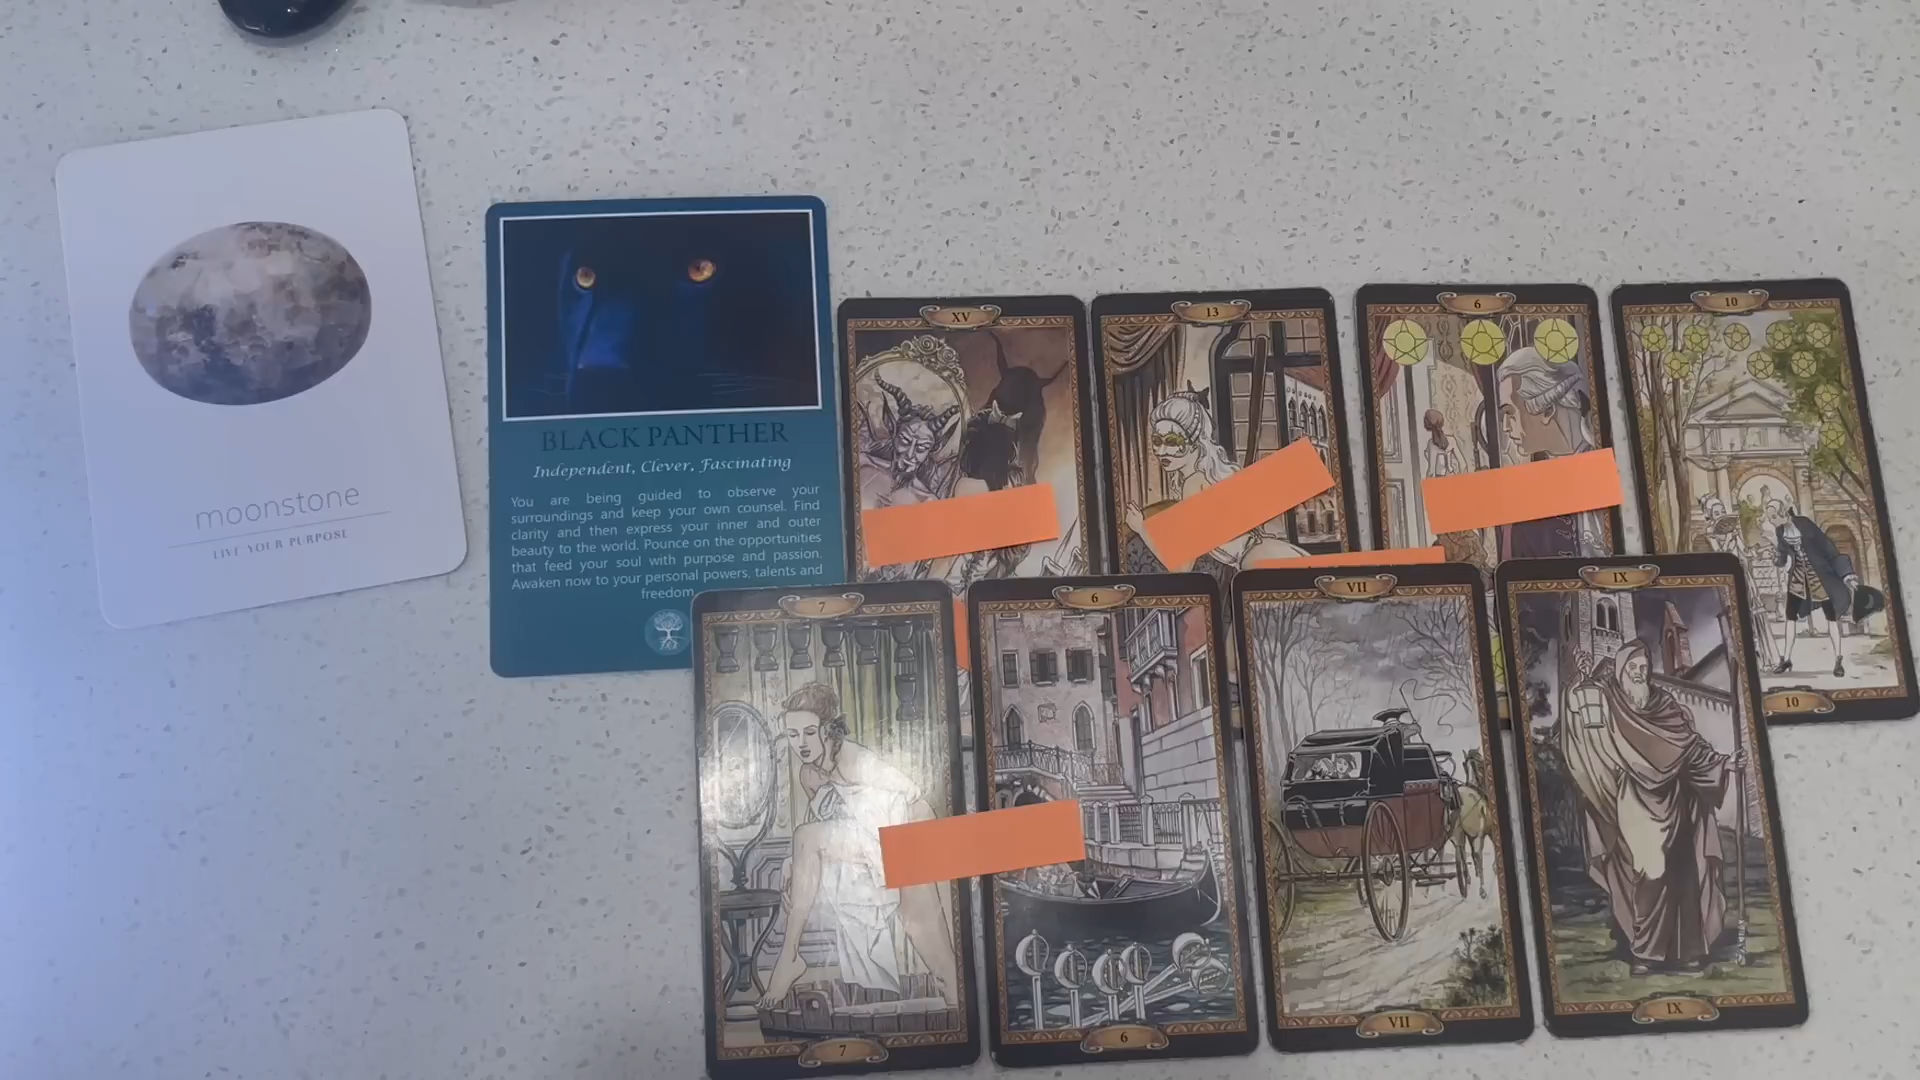 moonstone
LIVE YOUR PURPOSE
BLACK PANTHER
Independent, Clever, Fascinating
You are being guided to observe your
surroundings and keep your own counsel. Find
clarity and then express your inner and outer
beauty to the world. Pounce on the opportunities
that feed your soul with purpose and passion.
Awaken now to your personal powers, talents and
freedom.
XV
13
6
10
10
7
6
VII
IX
7
6
VII
IX